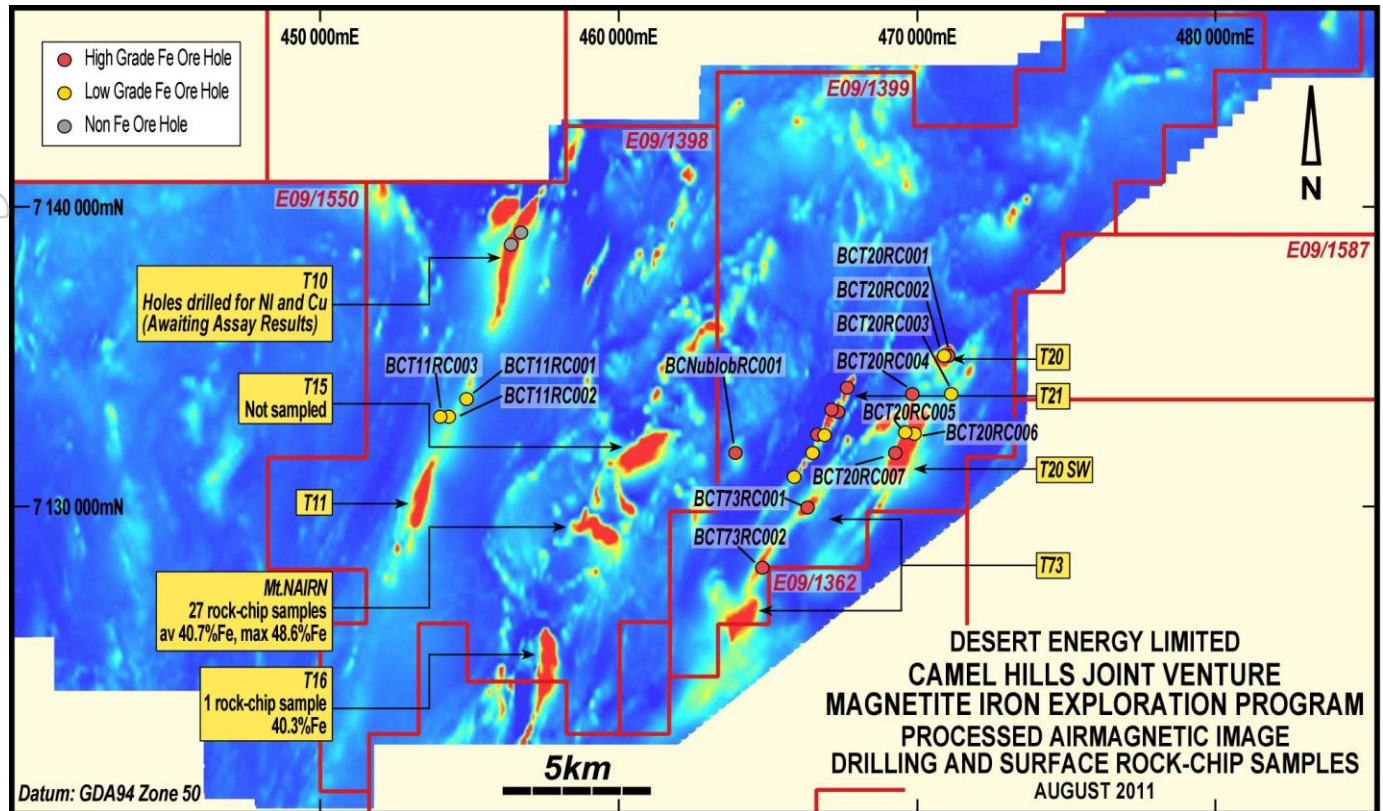 450 000mE
460 000mE
470 000mE
480 000mE
High Grade Fe Ore Hole
Low Grade Fe Ore Hole
Non Fe Ore Hole
E09/1399
E09/1398
N
E09/1550
7 140 000mN
E09/1587
T10
Holes drilled for NI and Cu
(Awaiting Assay Results)
BCT20RC001
BCT20RC002
BCT20RC003
BCT20RC004
T20
BCT11RC003
BCT11RC001
BCT11RC002
BCNublobRC001
T15
Not sampled
T21
BCT20RC005
BCT20RC006
BCT20RC007
T20 SW
T11
7 130 000mN
BCT73RC001
BCT73RC002
E09/1362
T73
Mt.NAIRN
27 rock-chip samples
av 40.7%Fe, max 48.6%Fe
T16
1 rock-chip sample
40.3%Fe
DESERT ENERGY LIMITED
CAMEL HILLS JOINT VENTURE
MAGNETITE IRON EXPLORATION PROGRAM
PROCESSED AIRMAGNETIC IMAGE
DRILLING AND SURFACE ROCK-CHIP SAMPLES
AUGUST 2011
5km
Datum: GDA94 Zone 50